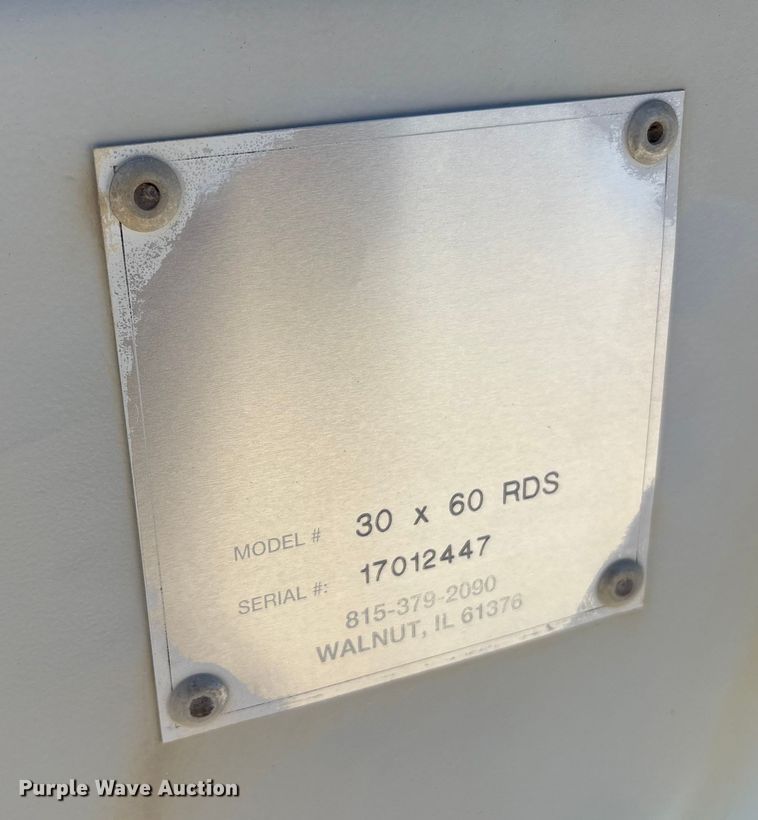 MODEL # 30 x 60 RDS
SERIAL #: 17012447
815-379-2090
WALNUT, IL 61376
Purple Wave Auction